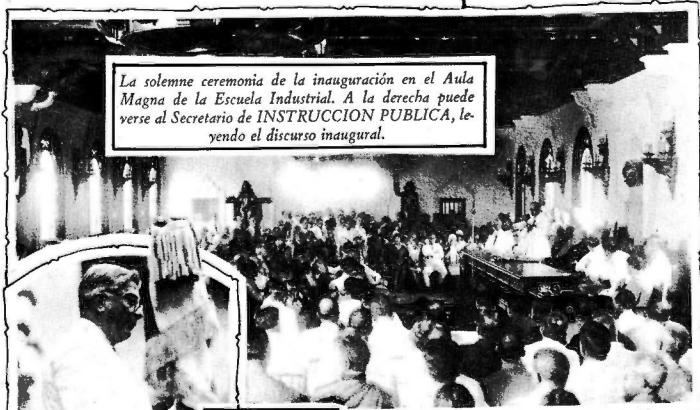 La solemne ceremonia de la inauguración en el Aula
Magna de la Escuela Industrial. A la derecha puede
verse al Secretario de INSTRUCCION PUBLICA, le-
yendo el discurso inaugural.